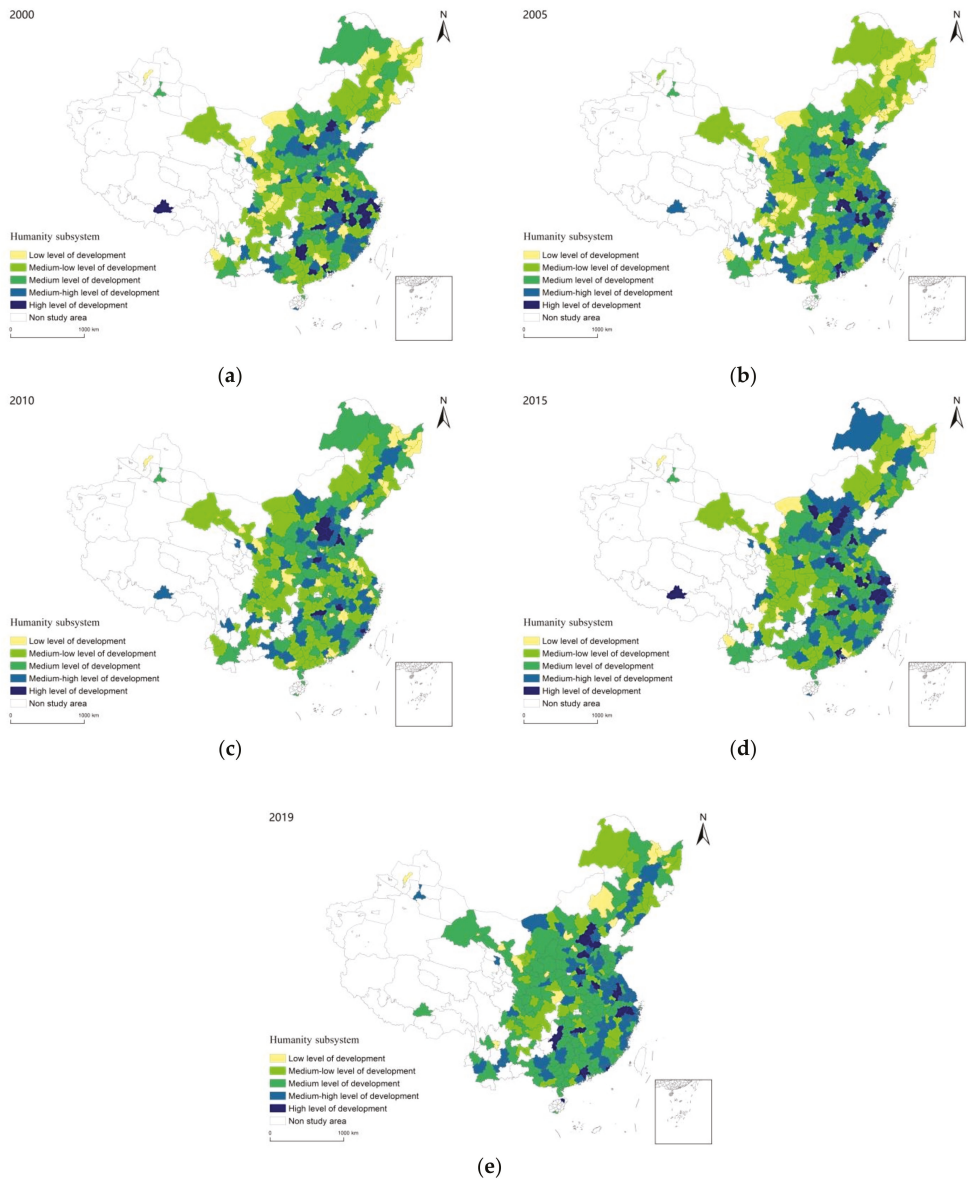 2000
N
Humanity subsystem
Low level of development
Medium-low level of development
Medium level of development
Medium-high level of development
High level of development
Non study area
0 1000 km
(a)
2005
N
Humanity subsystem
Low level of development
Medium-low level of development
Medium level of development
Medium-high level of development
High level of development
Non study area
0 1000 km
(b)
2010
N
Humanity subsystem
Low level of development
Medium-low level of development
Medium level of development
Medium-high level of development
High level of development
Non study area
0 1000 km
(c)
2015
N
Humanity subsystem
Low level of development
Medium-low level of development
Medium level of development
Medium-high level of development
High level of development
Non study area
0 1000 km
(d)
2019
N
Humanity subsystem
Low level of development
Medium-low level of development
Medium level of development
Medium-high level of development
High level of development
Non study area
0 1000 km
(e)